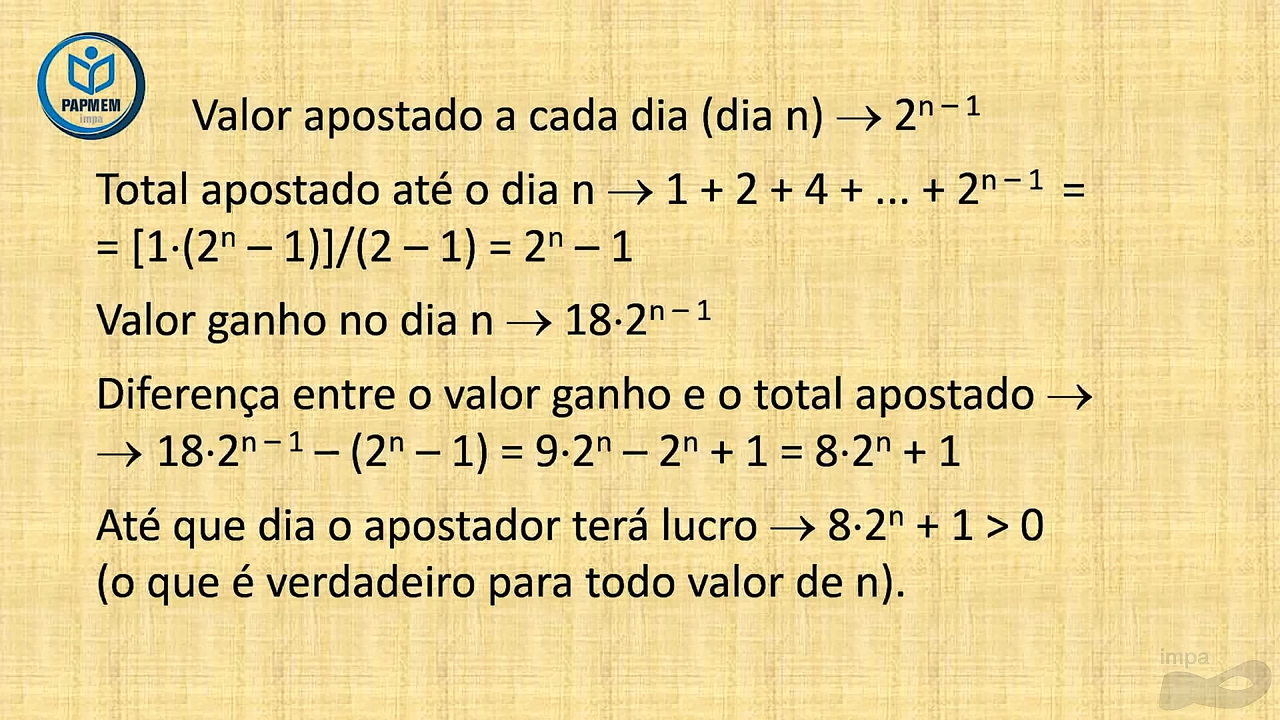 PAPMEM
impa
Valor apostado a cada dia (dia n) → 2ⁿ ⁻ ¹
Total apostado até o dia n → 1 + 2 + 4 + ... + 2ⁿ ⁻ ¹ =
= [1·(2ⁿ – 1)]/(2 – 1) = 2ⁿ – 1
Valor ganho no dia n → 18·2ⁿ ⁻ ¹
Diferença entre o valor ganho e o total apostado →
→ 18·2ⁿ ⁻ ¹ – (2ⁿ – 1) = 9·2ⁿ – 2ⁿ + 1 = 8·2ⁿ + 1
Até que dia o apostador terá lucro → 8·2ⁿ + 1 > 0
(o que é verdadeiro para todo valor de n).
impa